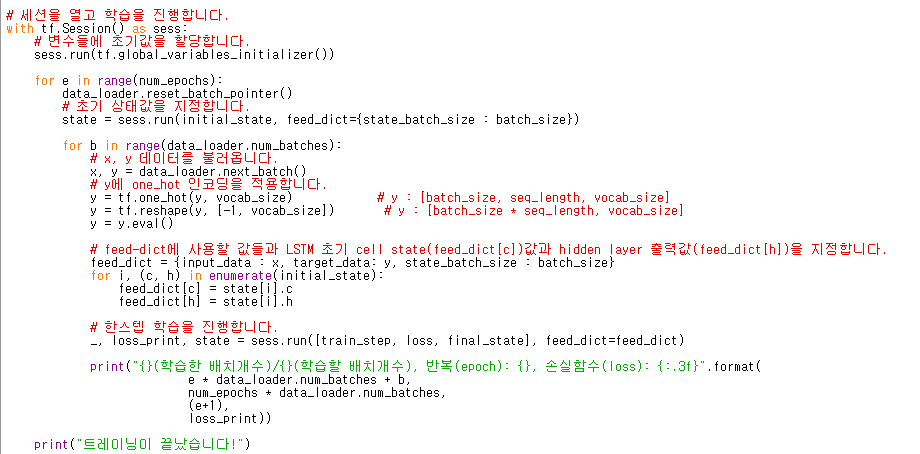 # 세션을 열고 학습을 진행합니다.
with tf.Session() as sess:
    # 변수들에 초기값을 할당합니다.
    sess.run(tf.global_variables_initializer())

    for e in range(num_epochs):
        data_loader.reset_batch_pointer()
        # 초기 상태값을 지정합니다.
        state = sess.run(initial_state, feed_dict={state_batch_size : batch_size})

        for b in range(data_loader.num_batches):
            # x, y 데이터를 불러옵니다.
            x, y = data_loader.next_batch()
            # y에 one_hot 인코딩을 적용합니다.
            y = tf.one_hot(y, vocab_size)            # y : [batch_size, seq_length, vocab_size]
            y = tf.reshape(y, [-1, vocab_size])       # y : [batch_size * seq_length, vocab_size]
            y = y.eval()

            # feed-dict에 사용할 값들과 LSTM 초기 cell state(feed_dict[c])값과 hidden layer 출력값(feed_dict[h])을 지정합니다.
            feed_dict = {input_data : x, target_data: y, state_batch_size : batch_size}
            for i, (c, h) in enumerate(initial_state):
                feed_dict[c] = state[i].c
                feed_dict[h] = state[i].h

            # 한스텝 학습을 진행합니다.
            _, loss_print, state = sess.run([train_step, loss, final_state], feed_dict=feed_dict)

            print("{}(학습한 배치개수)/{}(학습할 배치개수), 반복(epoch): {}, 손실함수(loss): {:.3f}".format(
                          e * data_loader.num_batches + b,
                          num_epochs * data_loader.num_batches,
                          (e+1),
                          loss_print))

    print("트레이닝이 끝났습니다!")